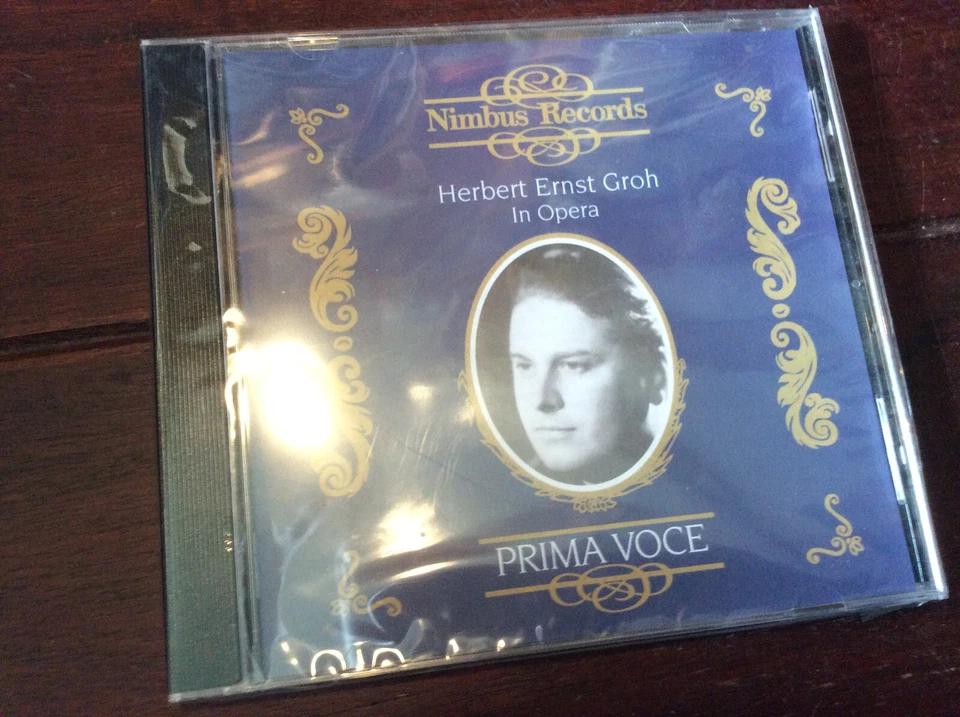 Nimbus Records
Herbert Ernst Groh
In Opera
PRIMA VOCE